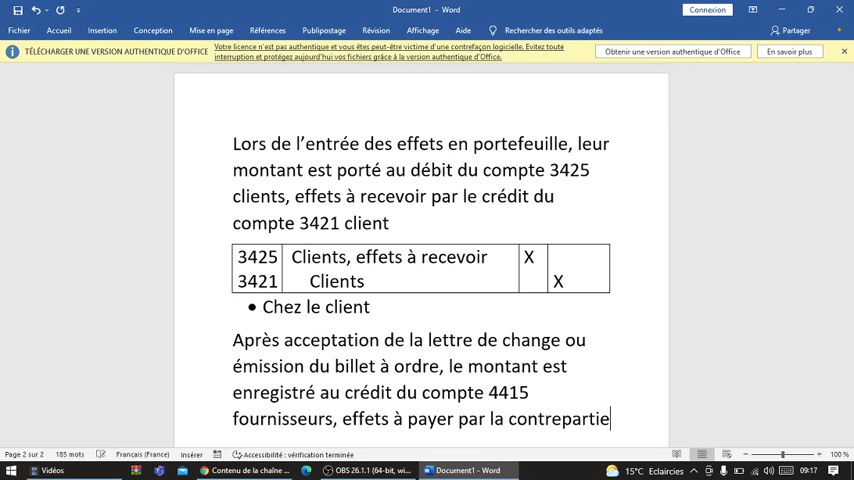 Document1 - Word
Connexion
Fichier Accueil Insertion Conception Mise en page Références Publipostage Révision Affichage Aide Rechercher des outils adaptés Partager
TÉLÉCHARGER UNE VERSION AUTHENTIQUE D'OFFICE Votre licence n'est pas authentique et vous êtes peut-être victime d'une contrefaçon logicielle. Evitez toute
interruption et protégez aujourd'hui vos fichiers grâce à la version authentique d'Office.
Obtenir une version authentique d'Office En savoir plus
Lors de l'entrée des effets en portefeuille, leur
montant est porté au débit du compte 3425
clients, effets à recevoir par le crédit du
compte 3421 client
3425 Clients, effets à recevoir X
3421 Clients X
• Chez le client
Après acceptation de la lettre de change ou
émission du billet à ordre, le montant est
enregistré au crédit du compte 4415
fournisseurs, effets à payer par la contrepartie
Page 2 sur 2 185 mots Français (France) Insérer Accessibilité : vérification terminée 100 %
Vidéos Contenu de la chaîne ... OBS 26.1.1 (64-bit, wi... Document1 - Word 15°C Eclaircies 09:17